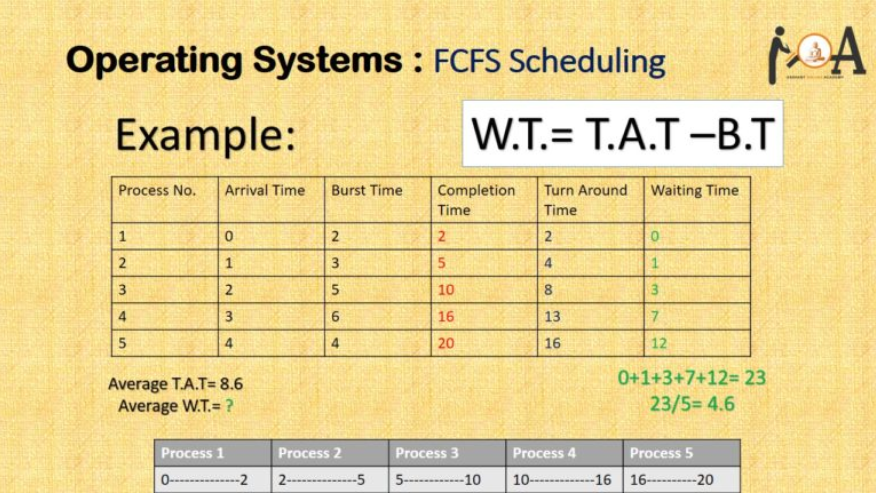 Operating Systems : FCFS Scheduling
Example:
W.T.= T.A.T –B.T
Process No. Arrival Time Burst Time Completion Time Turn Around Time Waiting Time
1 0 2 2 2 0
2 1 3 5 4 1
3 2 5 10 8 3
4 3 6 16 13 7
5 4 4 20 16 12
Average T.A.T= 8.6
Average W.T.= ?
0+1+3+7+12= 23
23/5= 4.6
Process 1 Process 2 Process 3 Process 4 Process 5
0--------------2 2--------------5 5------------10 10-------------16 16----------20